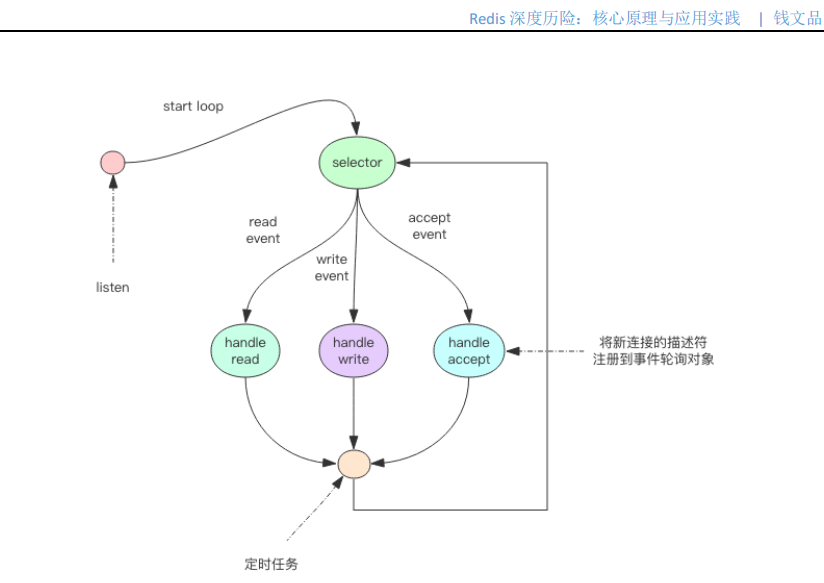 Redis 深度历险：核心原理与应用实践 | 钱文品
start loop
selector
read
event
accept
event
write
event
listen
handle
read
handle
write
handle
accept
将新连接的描述符
注册到事件轮询对象
定时任务